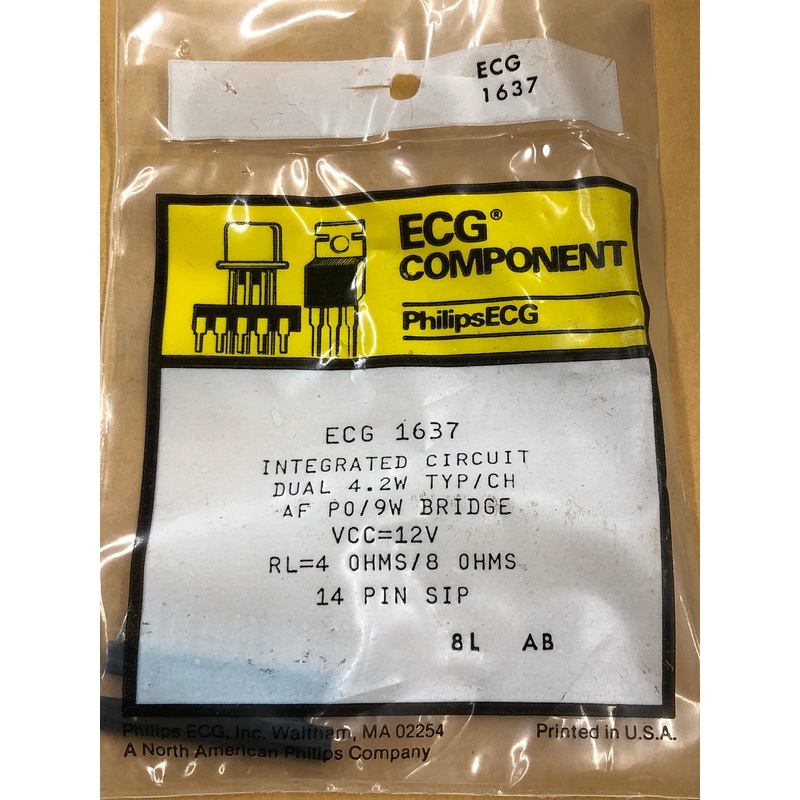 ECG
1637
ECG®
COMPONENT
PhilipsECG
ECG 1637
INTEGRATED CIRCUIT
DUAL 4.2W TYP/CH
AF PO/9W BRIDGE
VCC=12V
RL=4 OHMS/8 OHMS
14 PIN SIP
8L AB
Philips ECG, Inc. Waltham, MA 02254 Printed in U.S.A.
A North American Philips Company